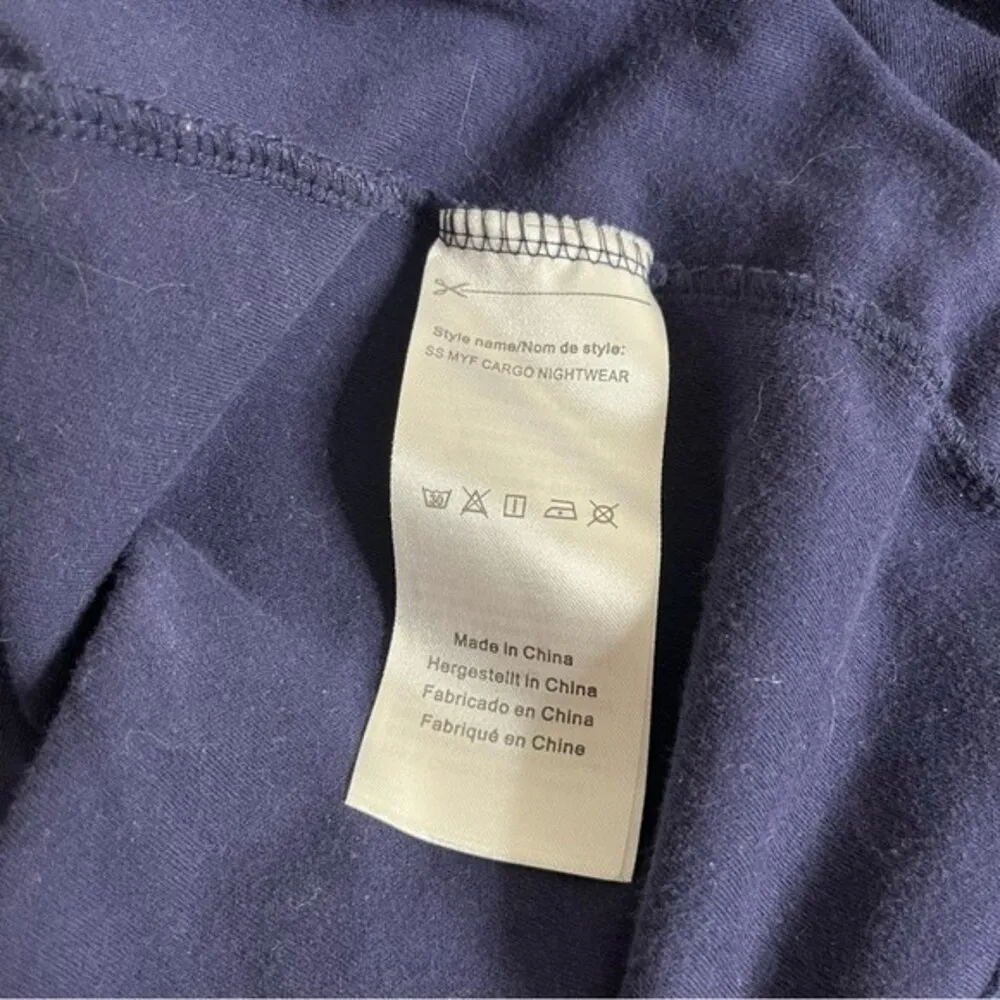 Style name/Nom de style:
SS MYF CARGO NIGHTWEAR
30
Made in China
Hergestellt in China
Fabricado en China
Fabriqué en Chine